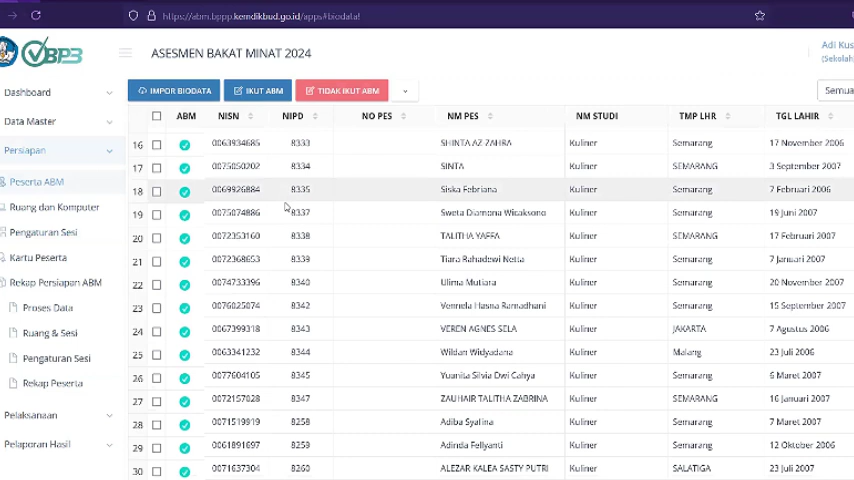 https://abm.bppp.kemdikbud.go.id/apps#biodata!
BP3
ASESMEN BAKAT MINAT 2024
Adi Kus
(Sekolah
Dashboard
Data Master
Persiapan
Peserta ABM
Ruang dan Komputer
Pengaturan Sesi
Kartu Peserta
Rekap Persiapan ABM
Proses Data
Ruang & Sesi
Pengaturan Sesi
Rekap Peserta
Pelaksanaan
Pelaporan Hasil
IMPOR BIODATA IKUT ABM TIDAK IKUT ABM Semua
ABM NISN NIPD NO PES NM PES NM STUDI TMP LHR TGL LAHIR
16 0063934685 8333 SHINTA AZ ZAHRA Kuliner Semarang 17 November 2006
17 0075050202 8334 SINTA Kuliner SEMARANG 3 September 2007
18 0069926884 8335 Siska Febriana Kuliner Semarang 7 Februari 2006
19 0075074886 8337 Sweta Diamona Wicaksono Kuliner Semarang 19 Juni 2007
20 0072353160 8338 TALITHA YAFFA Kuliner SEMARANG 17 Februari 2007
21 0072368653 8339 Tiara Rahadewi Netta Kuliner Semarang 7 Januari 2007
22 0074733396 8340 Ulima Mutiara Kuliner Semarang 20 November 2007
23 0076025074 8342 Vennela Hasna Ramadhani Kuliner Semarang 15 September 2007
24 0067399318 8343 VEREN AGNES SELA Kuliner JAKARTA 7 Agustus 2006
25 0063341232 8344 Wildan Widyadana Kuliner Malang 23 Juli 2006
26 0077604105 8345 Yuanita Silvia Dwi Cahya Kuliner Semarang 6 Maret 2007
27 0072157028 8347 ZAUHAIR TALITHA ZABRINA Kuliner SEMARANG 16 Januari 2007
28 0071519919 8258 Adiba Syafina Kuliner Semarang 7 Maret 2007
29 0061891697 8259 Adinda Fellyanti Kuliner Semarang 12 Oktober 2006
30 0071637304 8260 ALEZAR KALEA SASTY PUTRI Kuliner SALATIGA 23 Juli 2007